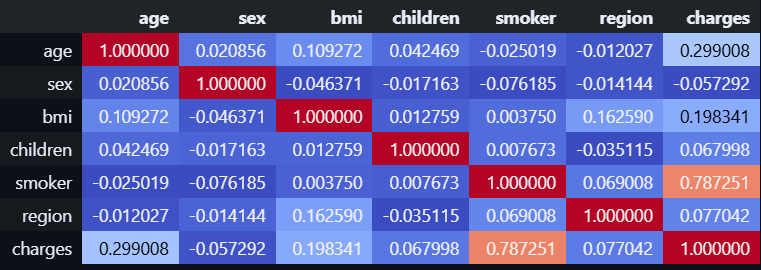 age sex bmi children smoker region charges
age 1.000000 0.020856 0.109272 0.042469 -0.025019 -0.012027 0.299008
sex 0.020856 1.000000 -0.046371 -0.017163 -0.076185 -0.014144 -0.057292
bmi 0.109272 -0.046371 1.000000 0.012759 0.003750 0.162590 0.198341
children 0.042469 -0.017163 0.012759 1.000000 0.007673 -0.035115 0.067998
smoker -0.025019 -0.076185 0.003750 0.007673 1.000000 0.069008 0.787251
region -0.012027 -0.014144 0.162590 -0.035115 0.069008 1.000000 0.077042
charges 0.299008 -0.057292 0.198341 0.067998 0.787251 0.077042 1.000000